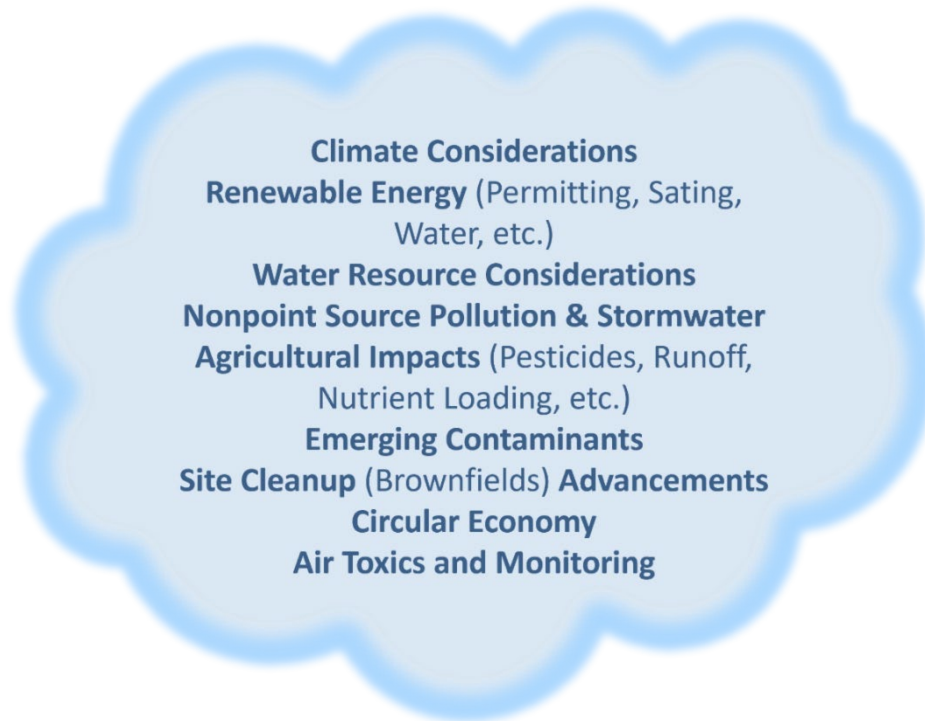 Climate Considerations
Renewable Energy (Permitting, Sating,
Water, etc.)
Water Resource Considerations
Nonpoint Source Pollution & Stormwater
Agricultural Impacts (Pesticides, Runoff,
Nutrient Loading, etc.)
Emerging Contaminants
Site Cleanup (Brownfields) Advancements
Circular Economy
Air Toxics and Monitoring